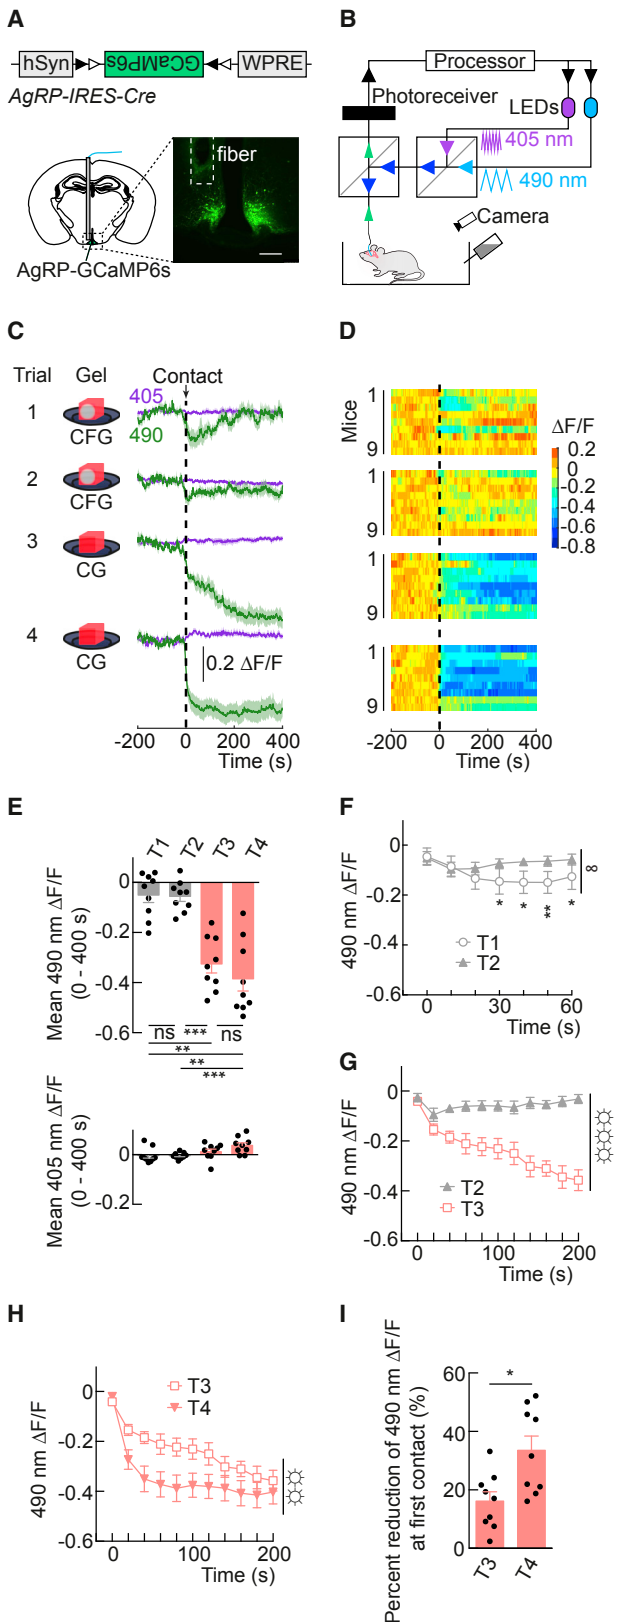 A
hSyn GCaMP6s WPRE
AgRP-IRES-Cre
fiber
AgRP-GCaMP6s
B
Processor
Photoreceiver
LEDs
405 nm
490 nm
Camera
C
Trial Gel Contact
1 CFG 405 490
2 CFG
3 CG
4 CG
0.2 ΔF/F
-200 0 200 400
Time (s)
D
Mice
1
9
1
9
1
9
1
9
ΔF/F
0.2
0
-0.2
-0.4
-0.6
-0.8
-200 0 200 400
Time (s)
E
T1 T2 T3 T4
Mean 490 nm ΔF/F
(0 - 400 s)
0
-0.2
-0.4
-0.6
ns *** ns
**
**
***
Mean 405 nm ΔF/F
(0 - 400 s)
0
-0.2
F
490 nm ΔF/F
0
-0.2
-0.4
-0.6
* * ** *
∞
T1
T2
0 30 60
Time (s)
G
490 nm ΔF/F
0
-0.2
-0.4
-0.6
T2
T3
0 100 200
Time (s)
H
490 nm ΔF/F
0
-0.2
-0.4
-0.6
T3
T4
0 100 200
Time (s)
I
Percent reduction of 490 nm ΔF/F
at first contact (%)
60
40
20
0
*
T3 T4